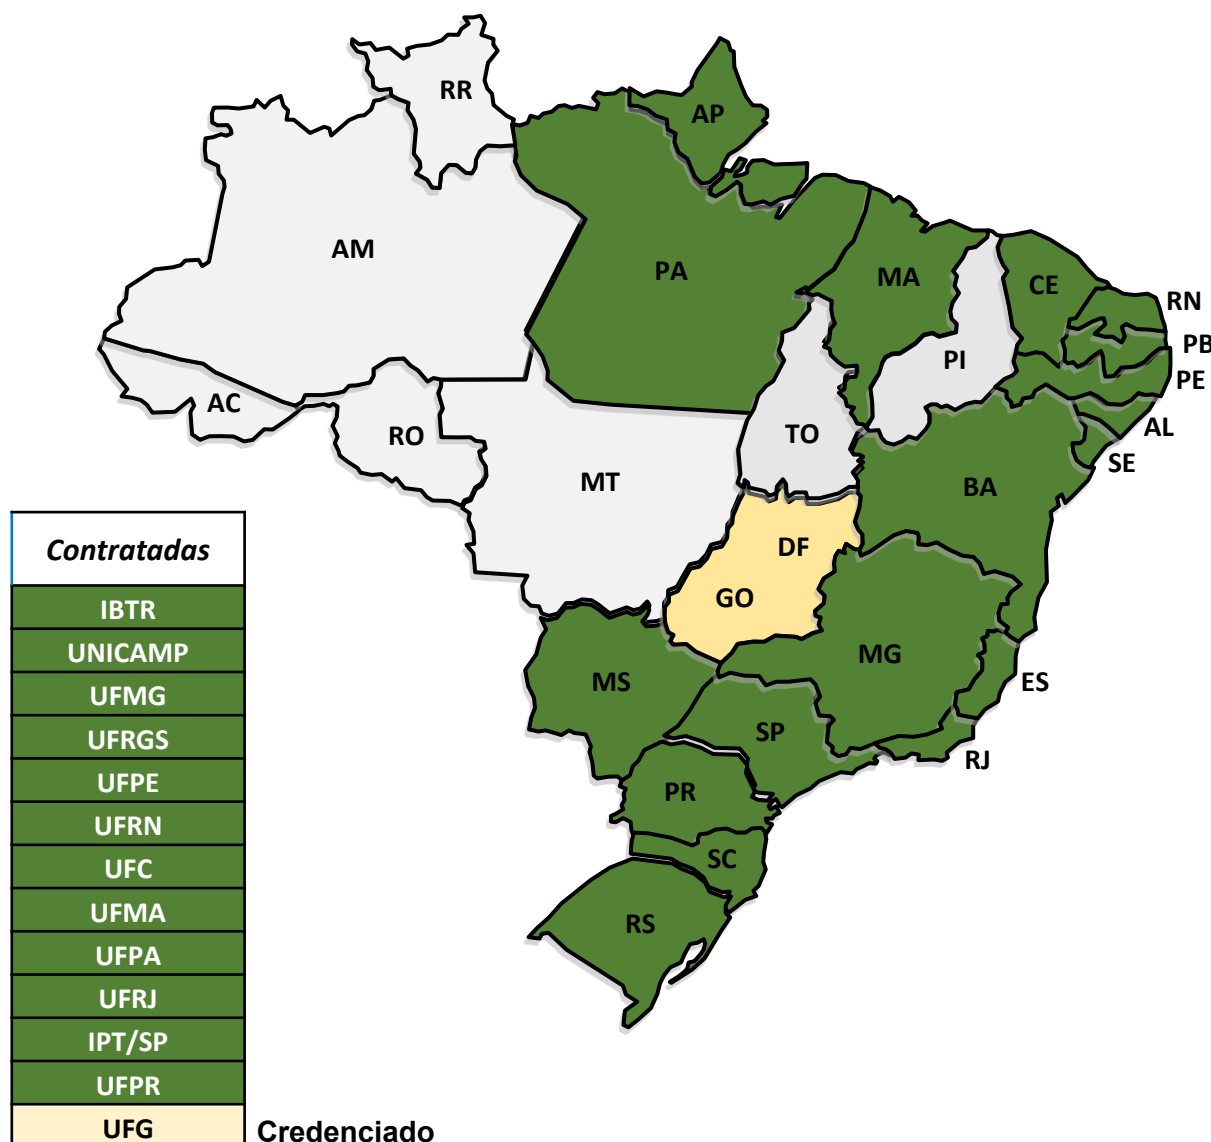 RR
AP
AM
PA
MA
CE
RN
PB
PI
PE
AC
AL
RO
TO
SE
MT
BA
DF
GO
MG
MS
ES
SP
RJ
PR
SC
RS
Contratadas
IBTR
UNICAMP
UFMG
UFRGS
UFPE
UFRN
UFC
UFMA
UFPA
UFRJ
IPT/SP
UFPR
UFG Credenciado